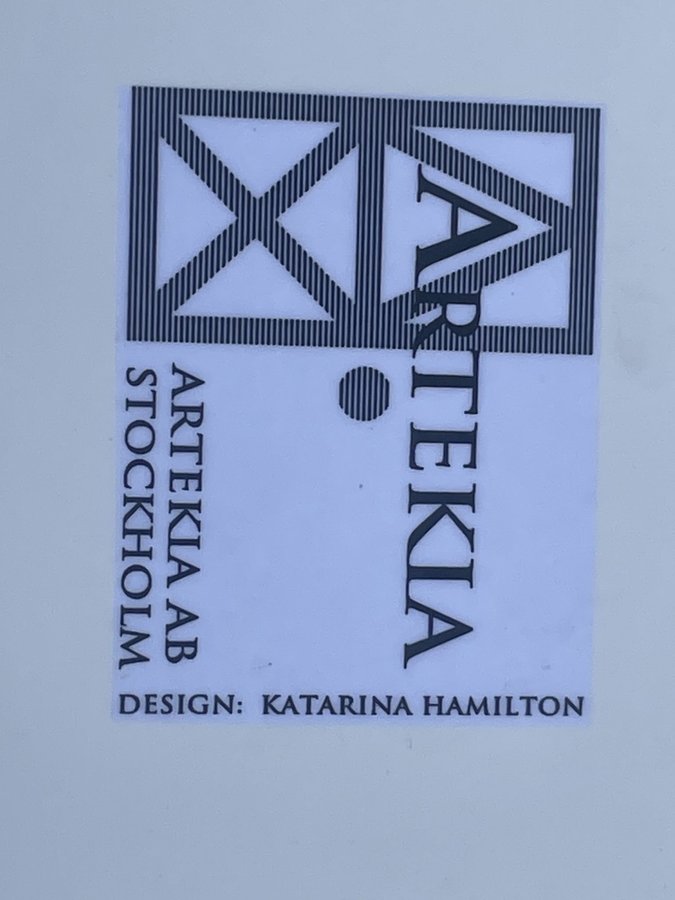 ARTEKIA
ARTEKIA AB
STOCKHOLM
DESIGN: KATARINA HAMILTON